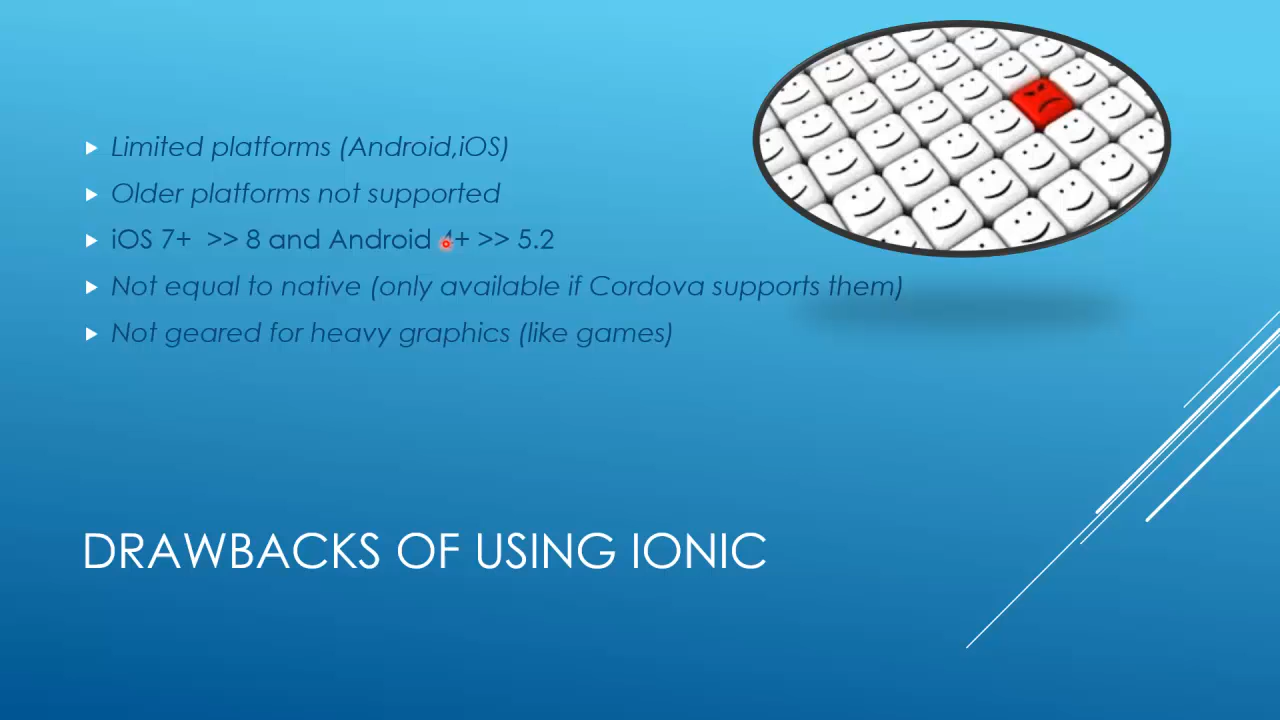 Limited platforms (Android,iOS)
Older platforms not supported
iOS 7+ >> 8 and Android 4+ >> 5.2
Not equal to native (only available if Cordova supports them)
Not geared for heavy graphics (like games)
DRAWBACKS OF USING IONIC